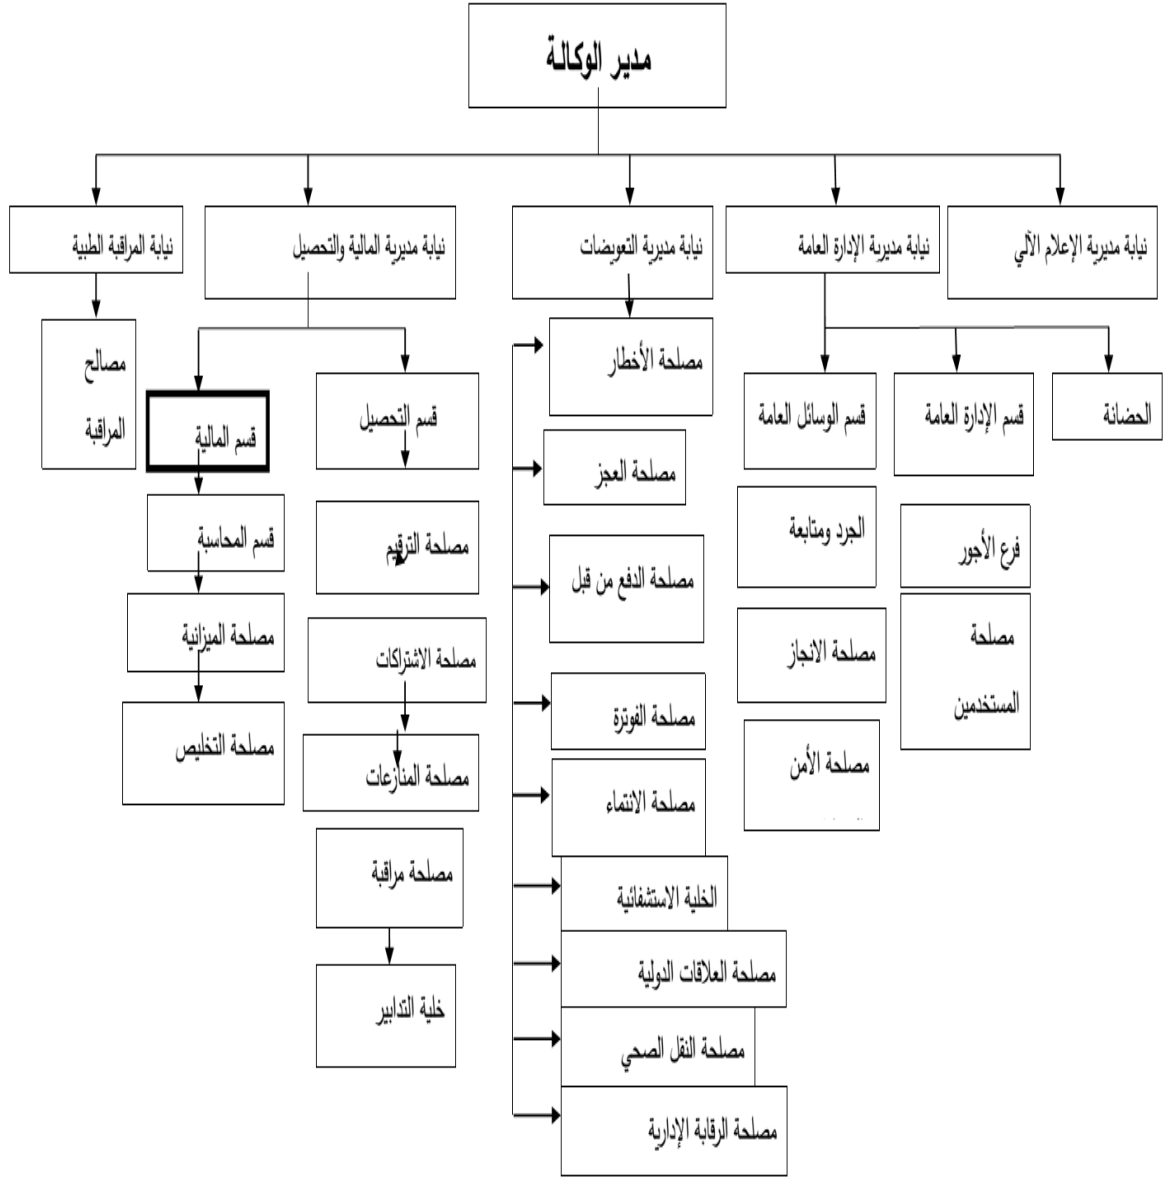 مدير الوكالة
نيابة مديرية الإعلام الآلي
نيابة مديرية الإدارة العامة
نيابة مديرية التعويضات
نيابة مديرية المالية والتحصيل
نيابة المراقبة الطبية
الحضانة
قسم الإدارة العامة
فرع الأجور
مصلحة
المستخدمين
قسم الوسائل العامة
الجرد ومتابعة
مصلحة الانجاز
مصلحة الأمن
مصلحة الأخطار
مصلحة العجز
مصلحة الدفع من قبل
مصلحة الفوترة
مصلحة الانتماء
الخلية الاستشفائية
مصلحة العلاقات الدولية
مصلحة النقل الصحي
مصلحة الرقابة الإدارية
قسم التحصيل
مصلحة الترقيم
مصلحة الاشتراكات
مصلحة المنازعات
مصلحة مراقبة
خلية التدابير
قسم المالية
قسم المحاسبة
مصلحة الميزانية
مصلحة التخليص
مصالح
المراقبة